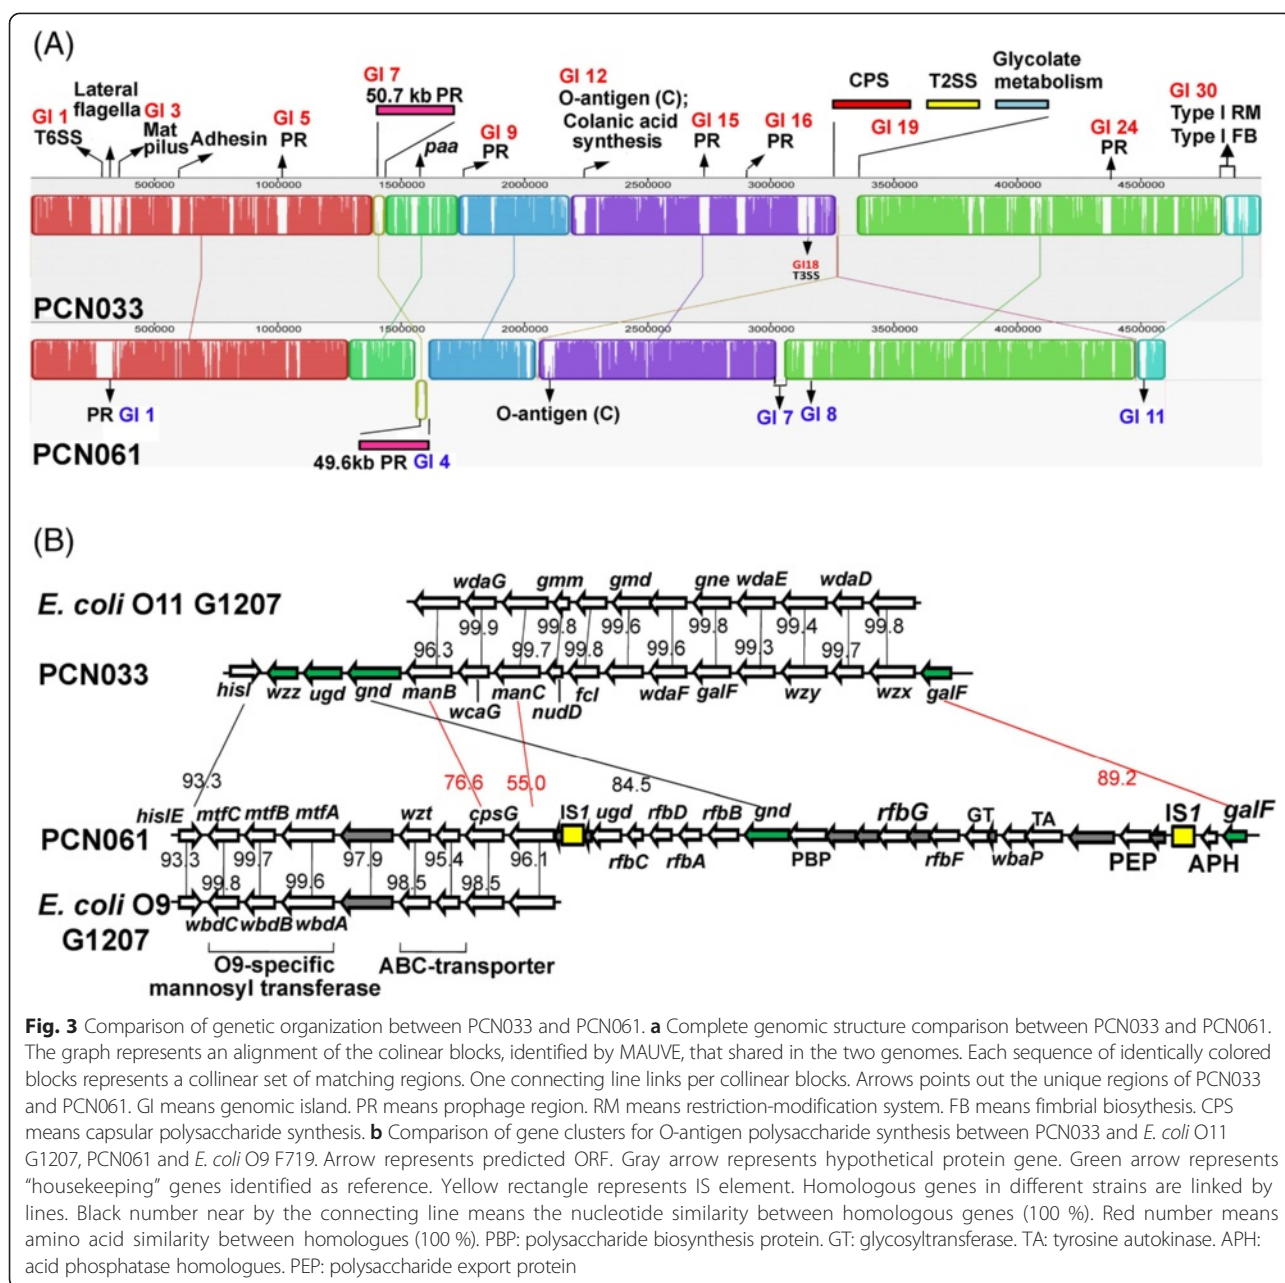 (A)
Lateral
flagella
GI 1
T6SS
GI 3
Mat
pilus
Adhesin
GI 5
PR
GI 7
50.7 kb PR
paa
GI 9
PR
GI 12
O-antigen (C);
Colanic acid
synthesis
GI 15
PR
GI 16
PR
CPS
T2SS
Glycolate
metabolism
GI 19
GI 24
PR
GI 30
Type I RM
Type I FB
500000 1000000 1500000 2000000 2500000 3000000 3500000 4000000 4500000
GI18
T3SS
PCN033
500000 1000000 1500000 2000000 2500000 3000000 3500000 4000000 4500000
PR GI 1
O-antigen (C)
GI 7
GI 8
GI 11
PCN061
49.6kb PR GI 4
(B)
wdaG gmm gmd gne wdaE wdaD
E. coli O11 G1207
99.9 99.8 99.6 99.8 99.4 99.8
96.3 99.7 99.8 99.6 99.3 99.7
PCN033
hisI wzz ugd gnd manB manC fcl wdaF galF wzy wzx galF
wcaG nudD
93.3 76.6 55.0 84.5 89.2
hisIE mtfC mtfB mtfA wzt cpsG IS1 ugd rfbD rfbB gnd rfbG GT TA IS1 galF
PCN061
rfbC rfbA PBP rfbF wbaP PEP APH
93.3 99.7 97.9 95.4 96.1
99.8 99.6 98.5 98.5
E. coli O9
G1207
wbdC wbdB wbdA
O9-specific
mannosyl transferase
ABC-transporter
Fig. 3 Comparison of genetic organization between PCN033 and PCN061. a Complete genomic structure comparison between PCN033 and PCN061.
The graph represents an alignment of the colinear blocks, identified by MAUVE, that shared in the two genomes. Each sequence of identically colored
blocks represents a collinear set of matching regions. One connecting line links per collinear blocks. Arrows points out the unique regions of PCN033
and PCN061. GI means genomic island. PR means prophage region. RM means restriction-modification system. FB means fimbrial biosythesis. CPS
means capsular polysaccharide synthesis. b Comparison of gene clusters for O-antigen polysaccharide synthesis between PCN033 and E. coli O11
G1207, PCN061 and E. coli O9 F719. Arrow represents predicted ORF. Gray arrow represents hypothetical protein gene. Green arrow represents
"housekeeping" genes identified as reference. Yellow rectangle represents IS element. Homologous genes in different strains are linked by
lines. Black number near by the connecting line means the nucleotide similarity between homologous genes (100 %). Red number means
amino acid similarity between homologues (100 %). PBP: polysaccharide biosynthesis protein. GT: glycosyltransferase. TA: tyrosine autokinase. APH:
acid phosphatase homologues. PEP: polysaccharide export protein